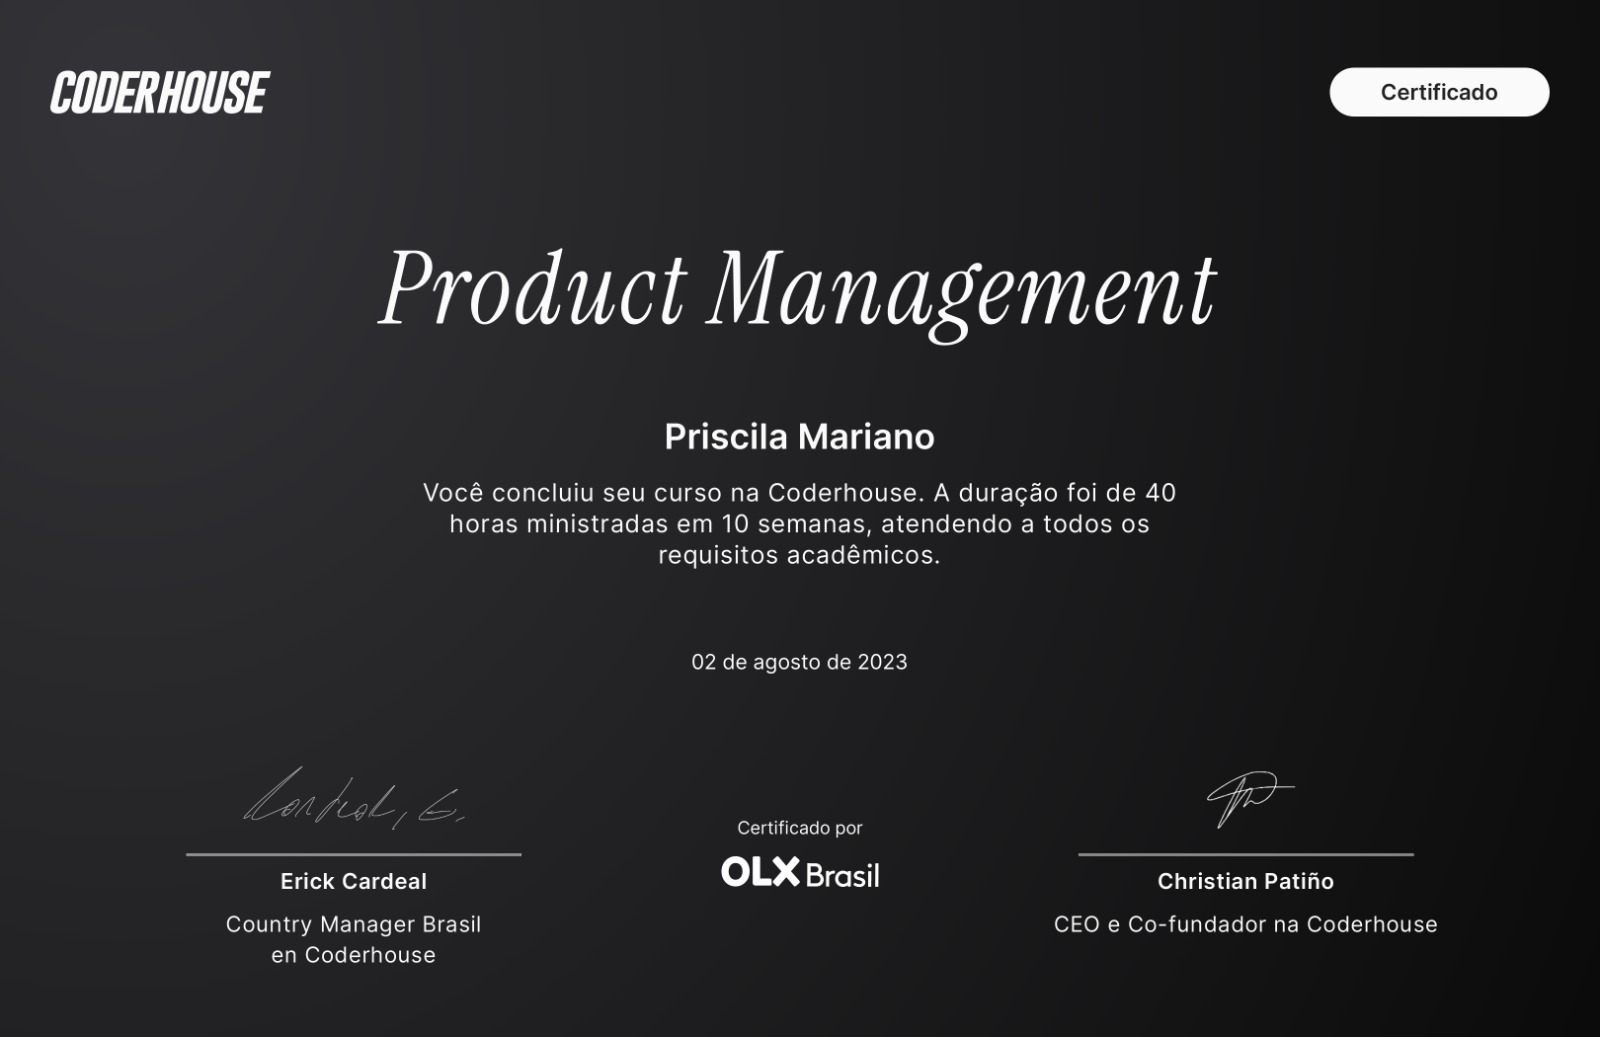 CODERHOUSE
Certificado
Product Management
Priscila Mariano
Você concluiu seu curso na Coderhouse. A duração foi de 40
horas ministradas em 10 semanas, atendendo a todos os
requisitos acadêmicos.
02 de agosto de 2023
Cardeal, E.
Erick Cardeal
Country Manager Brasil
en Coderhouse
Certificado por
OLX Brasil
Christian Patiño
CEO e Co-fundador na Coderhouse